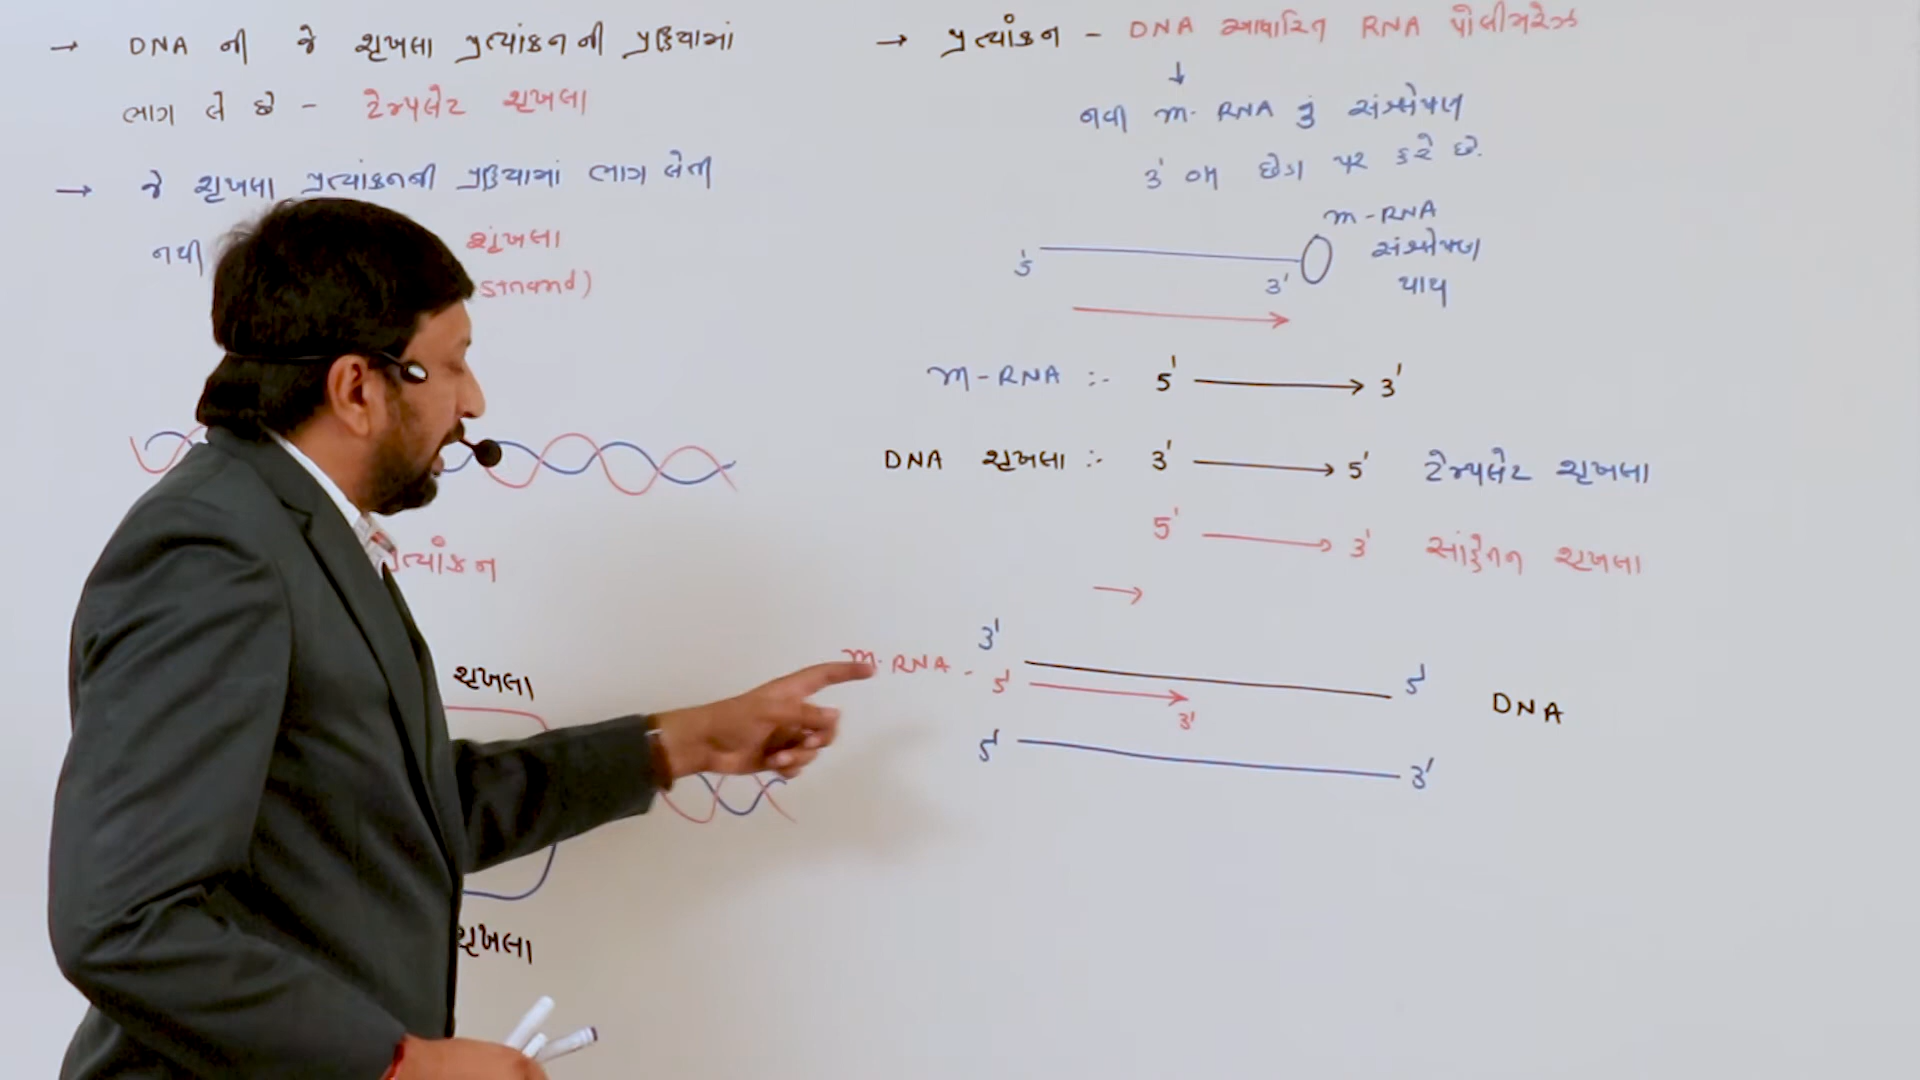 → DNA ની જે શૃંખલા પ્રત્યાંકનની પ્રક્રિયામાં
ભાગ લે છે - ટેમ્પલેટ શૃંખલા
→ જે શૃંખલા પ્રત્યાંકનની પ્રક્રિયામાં ભાગ લેતી
નથી શૃંખલા
strand)
પ્રત્યાંકન
શૃંખલા
શૃંખલા
→ પ્રત્યાંકન - DNA આધારિત RNA પોલીમરેઝ
↓
નવી m-RNA નું સંશ્લેષણ
3' OH છેડા પર કરે છે.
m-RNA
સંશ્લેષણ
થાય
5' 3'
m-RNA :- 5' → 3'
DNA શૃંખલા :- 3' → 5' ટેમ્પલેટ શૃંખલા
5' → 3' સાંકેતન શૃંખલા
→
3' 5' DNA
m-RNA - 5' → 3'
5' 3'